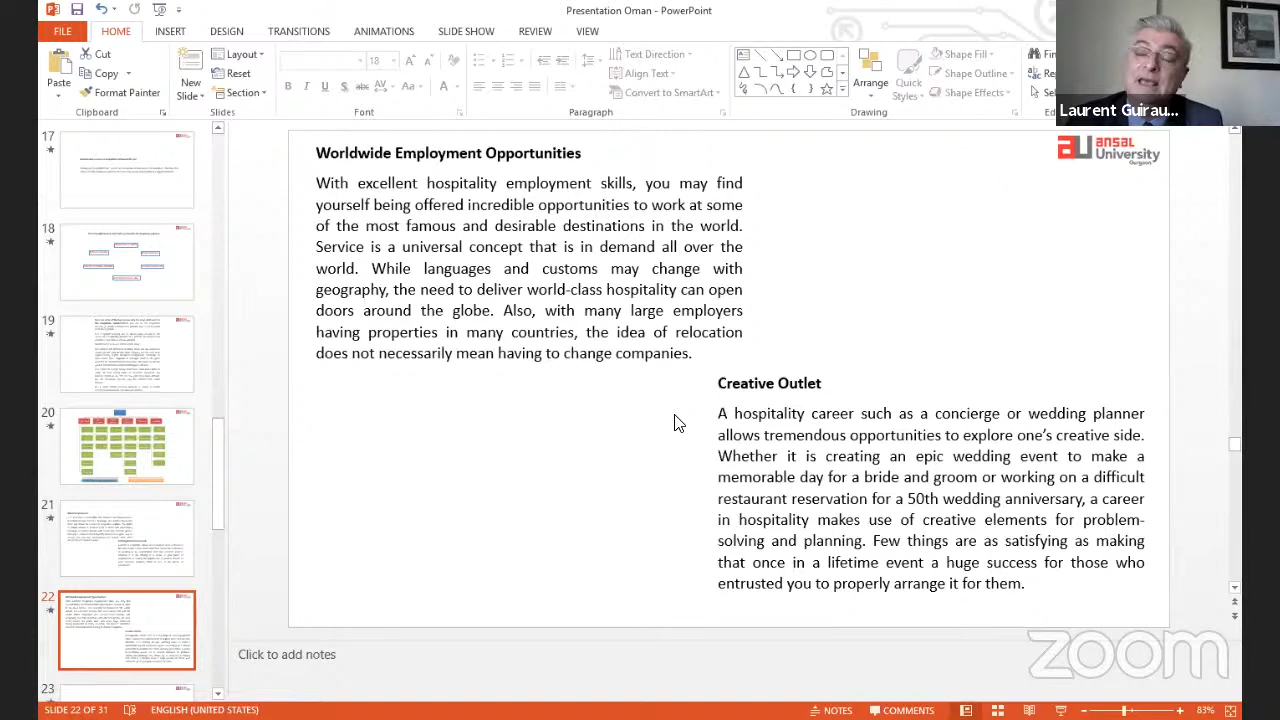 Presentation Oman - PowerPoint
FILE HOME INSERT DESIGN TRANSITIONS ANIMATIONS SLIDE SHOW REVIEW VIEW
Cut
Copy
Format Painter
Paste
Clipboard
New
Slide
Layout
Reset
Section
Slides
18
Paragraph
Text Direction
Align Text
Convert to SmartArt
Arrange
Quick
Styles
Shape Fill
Shape Outline
Shape Effects
Drawing
Laurent Guirau...
17
18
19
20
21
22
23
ANSAL
University
Gurgaon
Worldwide Employment Opportunities
With excellent hospitality employment skills, you may find
yourself being offered incredible opportunities to work at some
of the most famous and desirable destinations in the world.
Service is a universal concept that is in demand all over the
world. While languages and customs may change with
geography, the need to deliver world-class hospitality can open
doors around the globe. Also, with many large employers
having properties in many countries, the idea of relocation
does not necessarily mean having to change companies.
Creative Outlet
A hospitality career such as a concierge or wedding planner
allows tremendous opportunities to explore one's creative side.
Whether it is creating an epic wedding event to make a
memorable day for a bride and groom or working on a difficult
restaurant reservation for a 50th wedding anniversary, a career
in hospitality makes use of creative elements for problem-
solving and planning. Few things are as satisfying as making
that once in a lifetime event a huge success for those who
entrusted you to properly arrange it for them.
Click to add notes
zoom
SLIDE 22 OF 31 ENGLISH (UNITED STATES) NOTES COMMENTS 83%